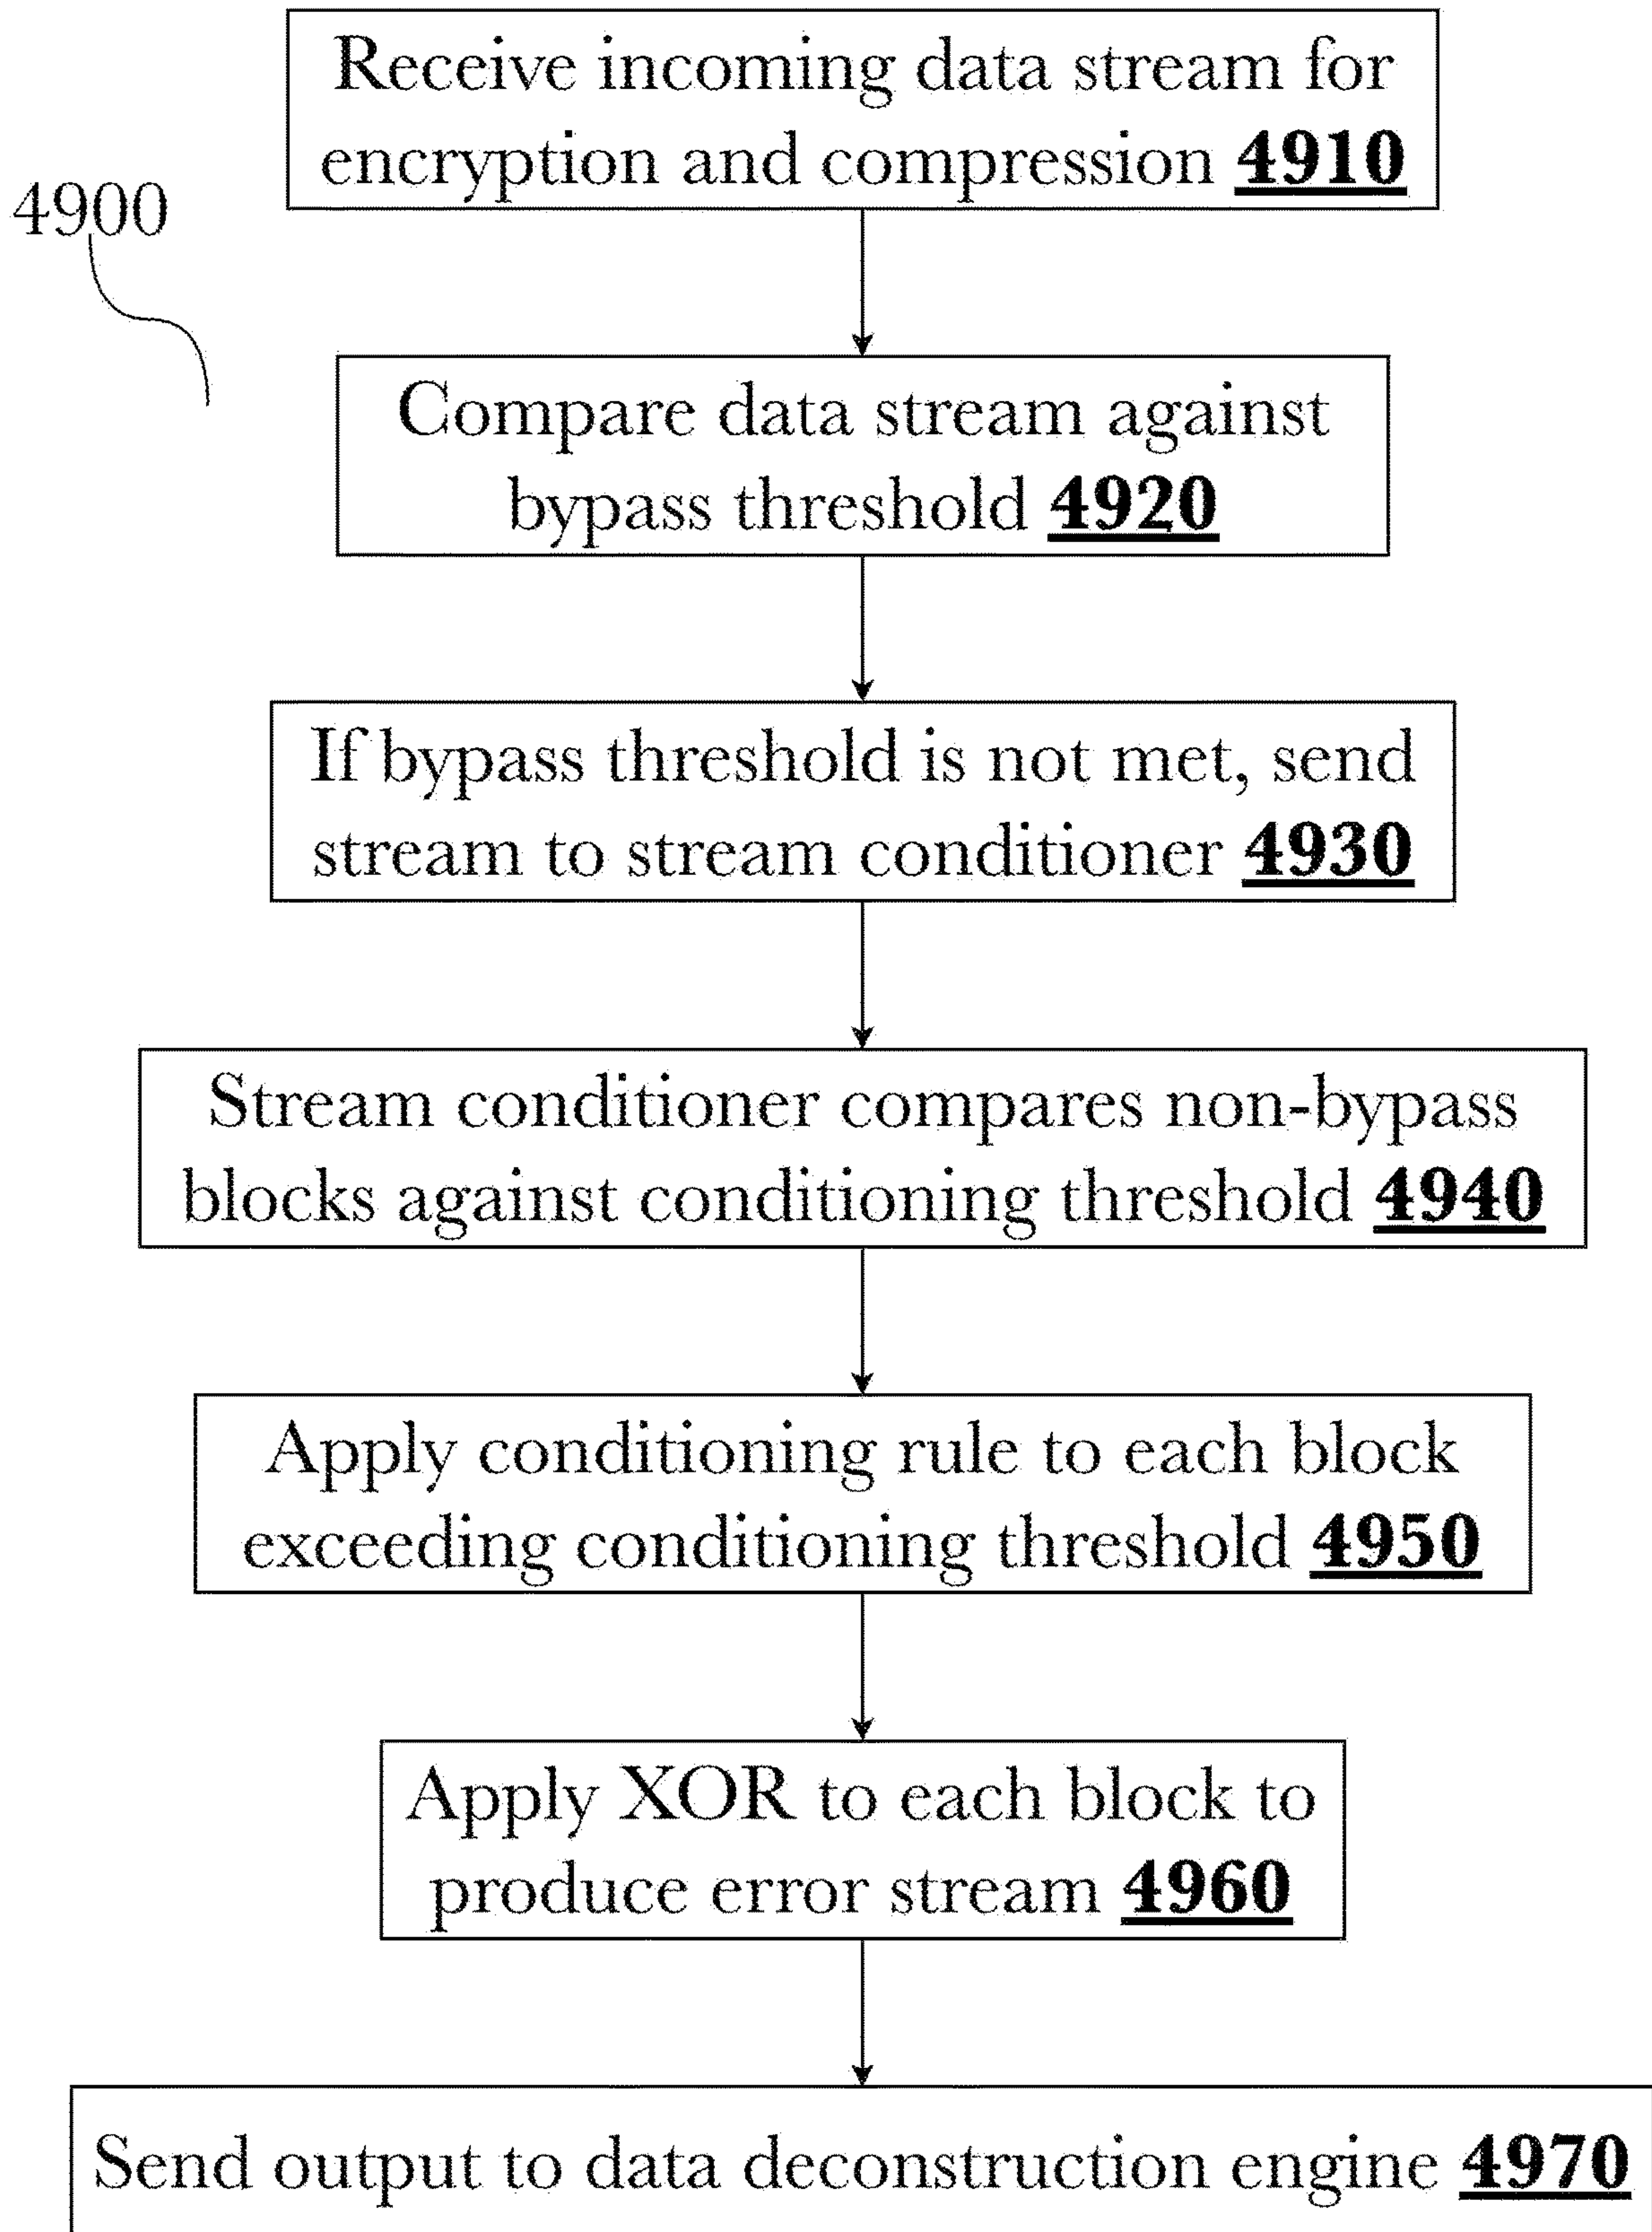 Receive incoming data stream for
encryption and compression 4910
4900
Compare data stream against
bypass threshold 4920
If bypass threshold is not met, send
stream to stream conditioner 4930
Stream conditioner compares non-bypass
blocks against conditioning threshold 4940
Apply conditioning rule to each block
exceeding conditioning threshold 4950
Apply XOR to each block to
produce error stream 4960
Send output to data deconstruction engine 4970